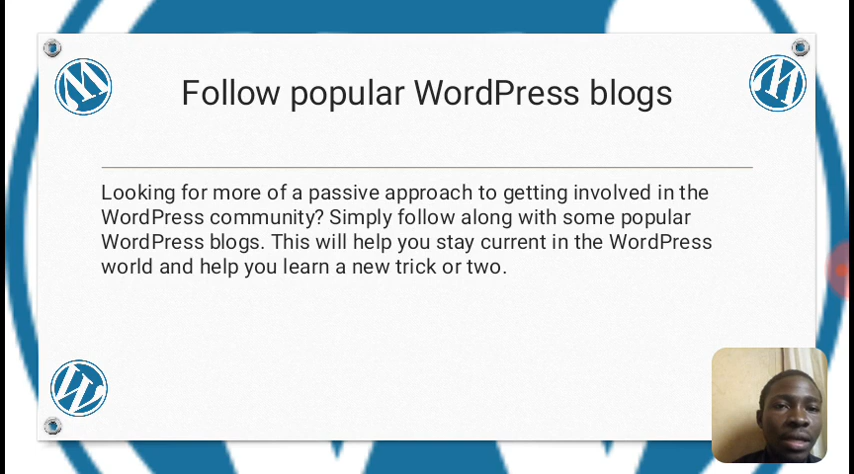 Follow popular WordPress blogs
Looking for more of a passive approach to getting involved in the
WordPress community? Simply follow along with some popular
WordPress blogs. This will help you stay current in the WordPress
world and help you learn a new trick or two.